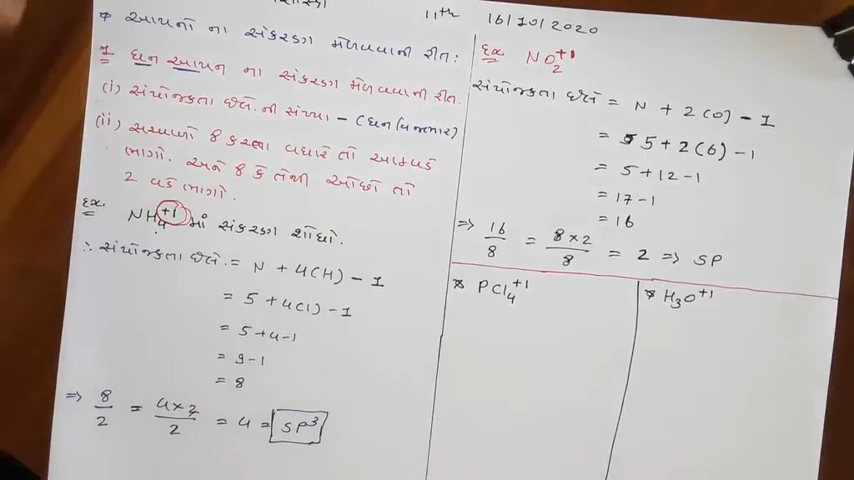 11th 16/10/2020
* આયનો ના સંકરણ મેળવવાની રીત:
1 ધન આયન ના સંકરણ મેળવવાની રીત.
(i) સંયોજકતા ઇલે. ની સંખ્યા - (ધન વિજભાર)
(ii) સરવાળો 8 કરતા વધારે તો આઠ વડે
ભાગો. અને 8 કે તેથી ઓછો તો
2 વડે ભાગો.
Ex. NH4+1 માં સંકરણ શોધો.
∴ સંયોજકતા ઇલે. = N + 4(H) - 1
= 5 + 4(1) - 1
= 5+4-1
= 9-1
= 8
=> 8/2 = 4×2/2 = 4 = SP3
Ex NO2+1
સંયોજકતા ઇલે = N + 2(O) - 1
= 5 + 2(6) - 1
= 5+12-1
= 17-1
= 16
=> 16/8 = 8×2/8 = 2 => SP
* PCl4+1
* H3O+1